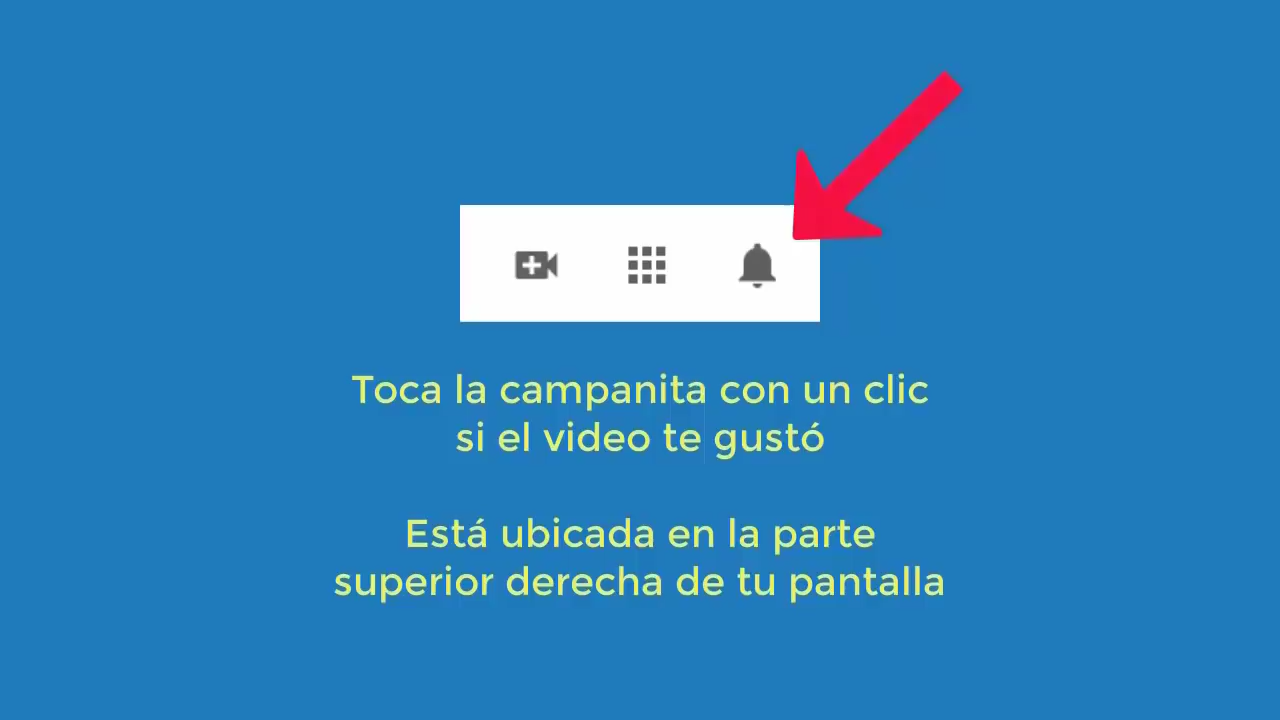 Toca la campanita con un clic
si el video te gustó
Está ubicada en la parte
superior derecha de tu pantalla